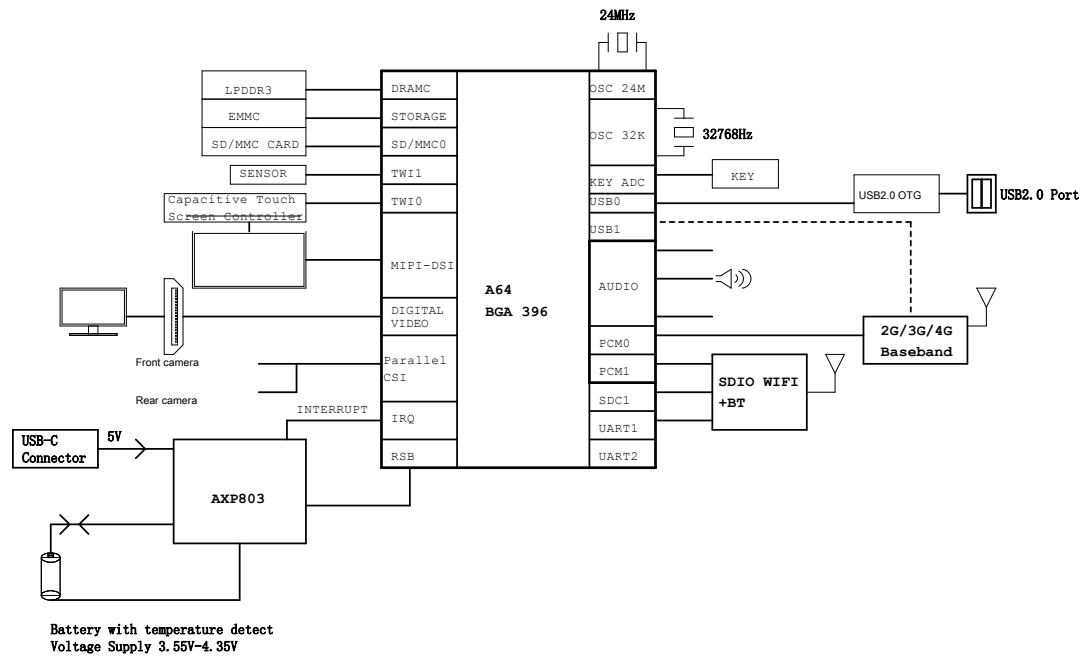 24MHz
LPDDR3
EMMC
SD/MMC CARD
SENSOR
Capacitive Touch
Screen Controller
DRAMC
STORAGE
SD/MMC0
TWI1
TWI0
MIPI-DSI
DIGITAL
VIDEO
Parallel
CSI
IRQ
RSB
A64
BGA 396
OSC 24M
OSC 32K
KEY ADC
USB0
USB1
AUDIO
PCM0
PCM1
SDC1
UART1
UART2
32768Hz
KEY
USB2.0 OTG
USB2.0 Port
2G/3G/4G
Baseband
SDIO WIFI
+BT
Front camera
Rear camera
INTERRUPT
USB-C
Connector
5V
AXP803
Battery with temperature detect
Voltage Supply 3.55V-4.35V